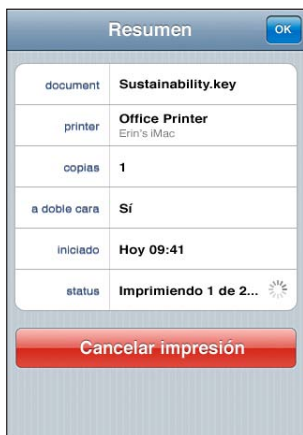 Resumen
OK
document Sustainability.key
printer Office Printer
Erin's iMac
copias 1
a doble cara Sí
iniciado Hoy 09:41
status Imprimiendo 1 de 2...
Cancelar impresión